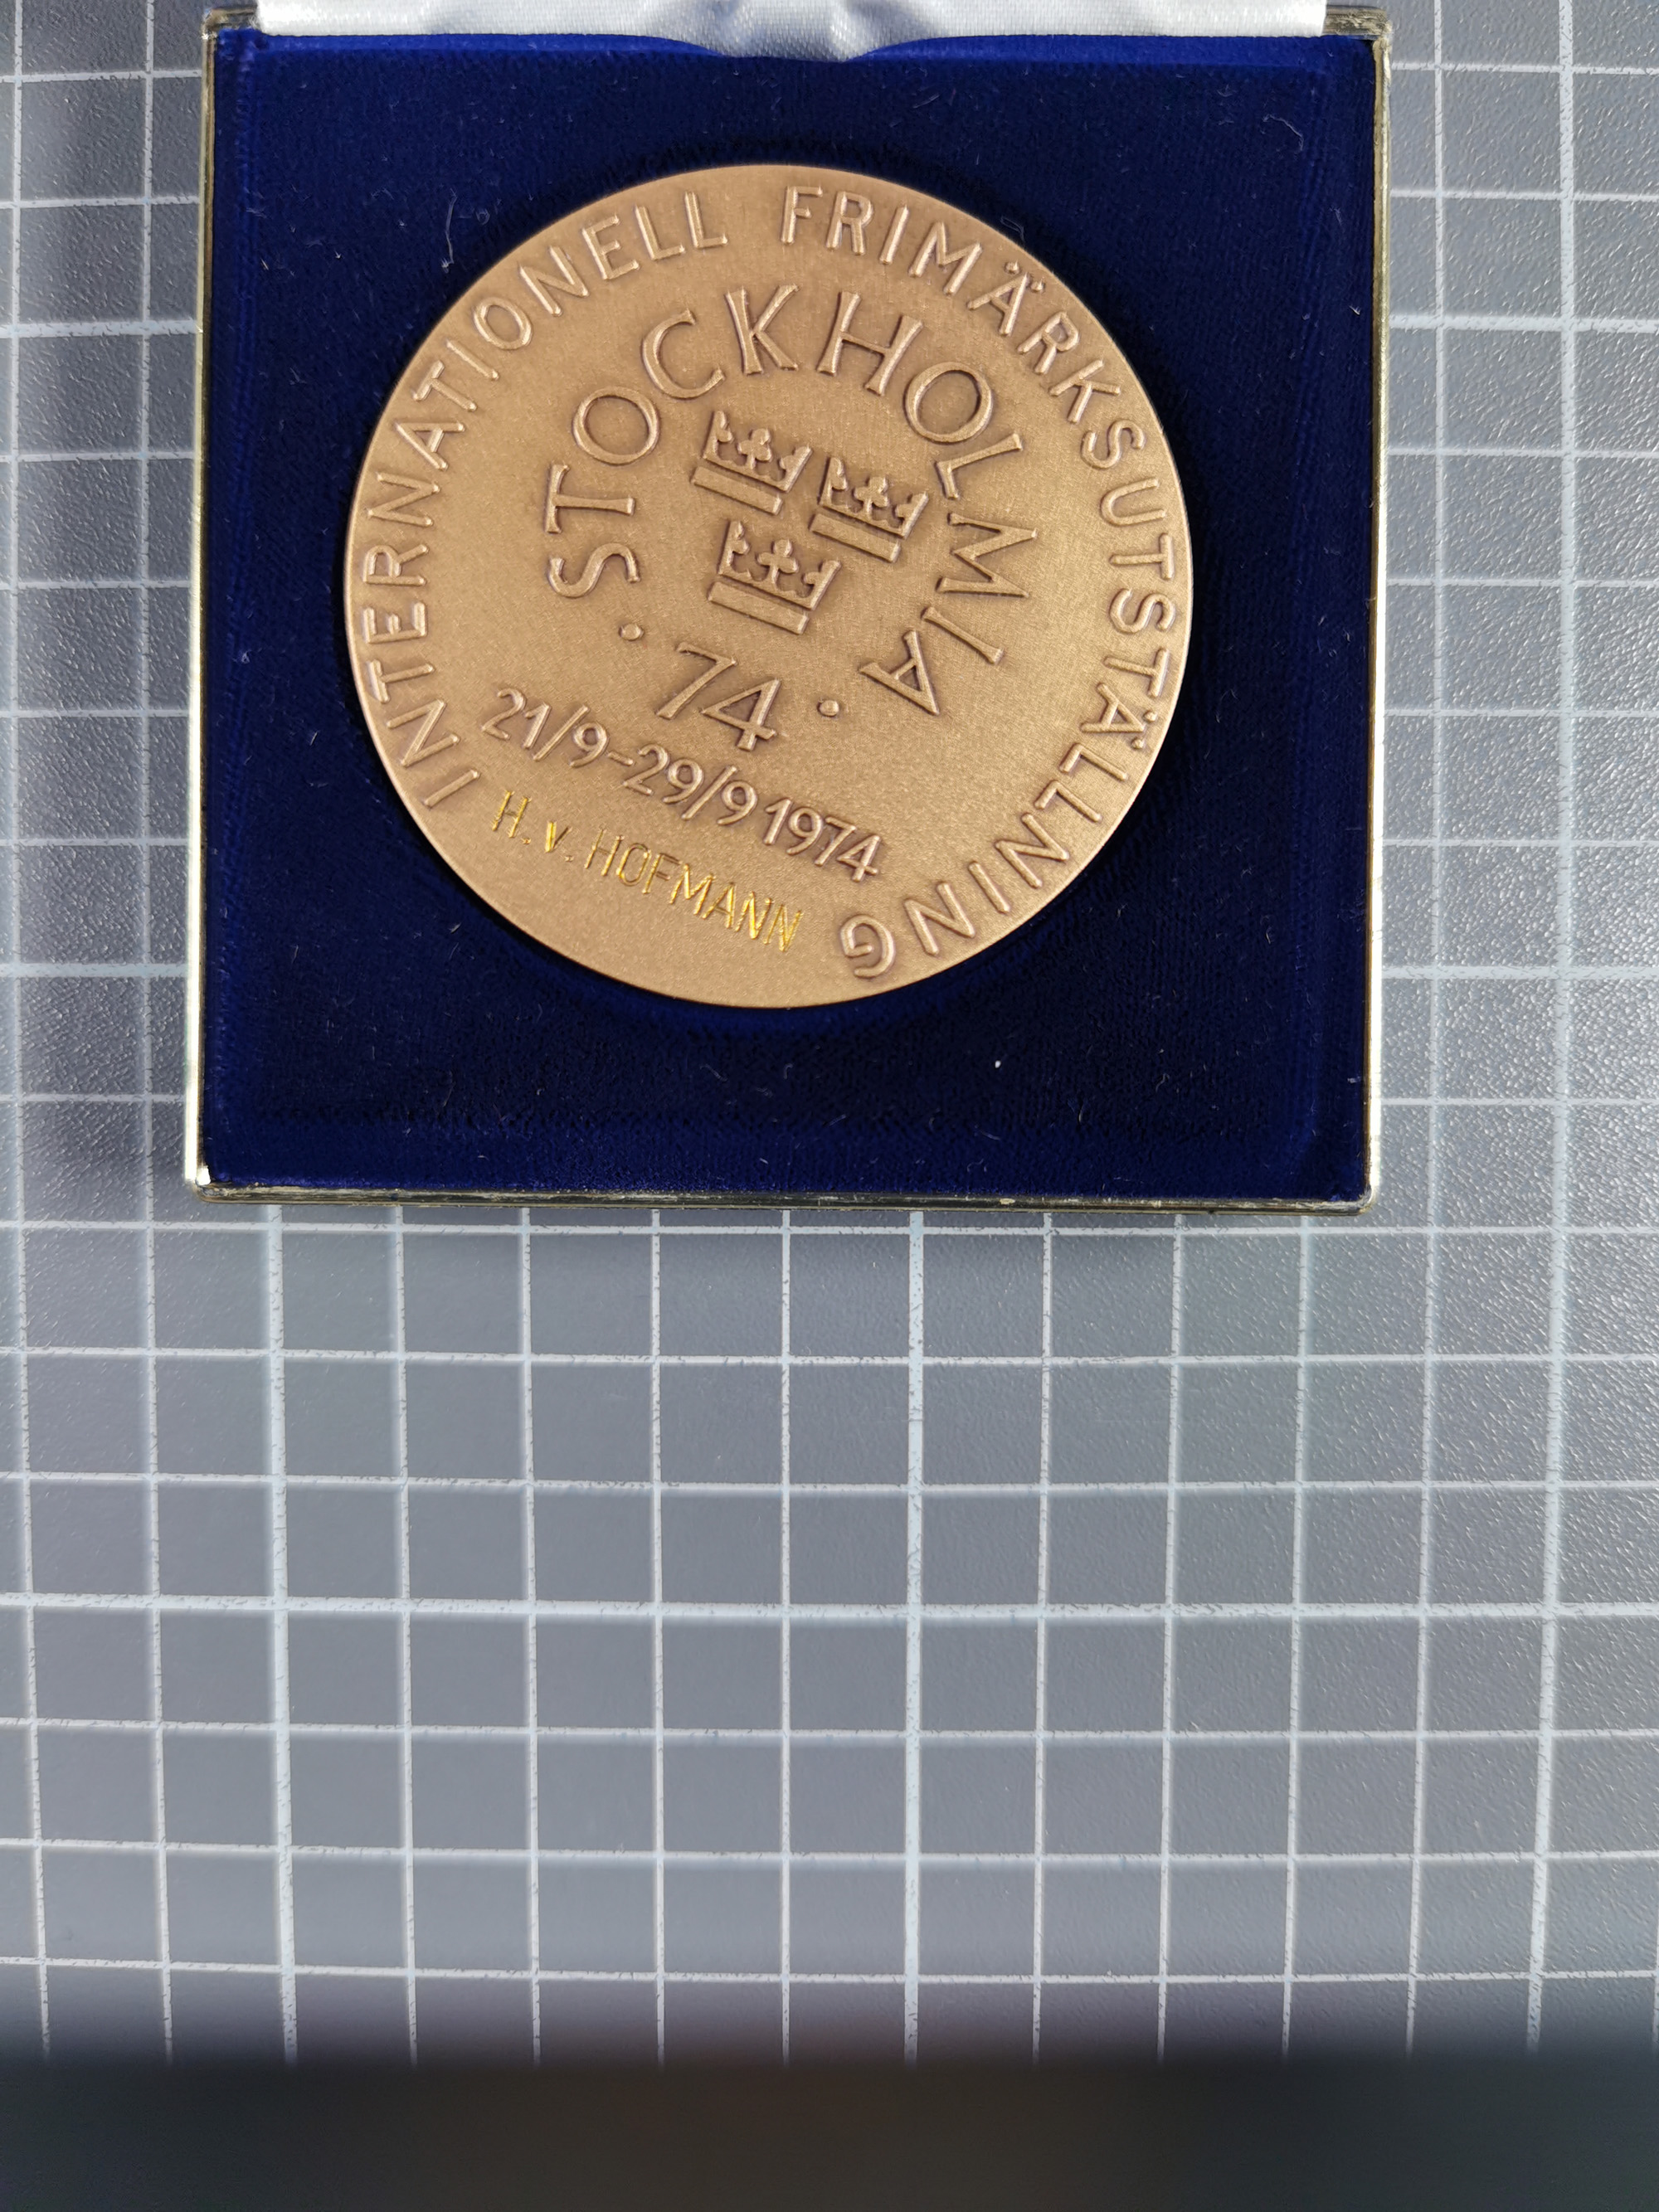 INTERNATIONELL FRIMÄRKSUTSTÄLLNING
STOCKHOLMIA
· 74 ·
21/9-29/9 1974
H. v. HOFMANN